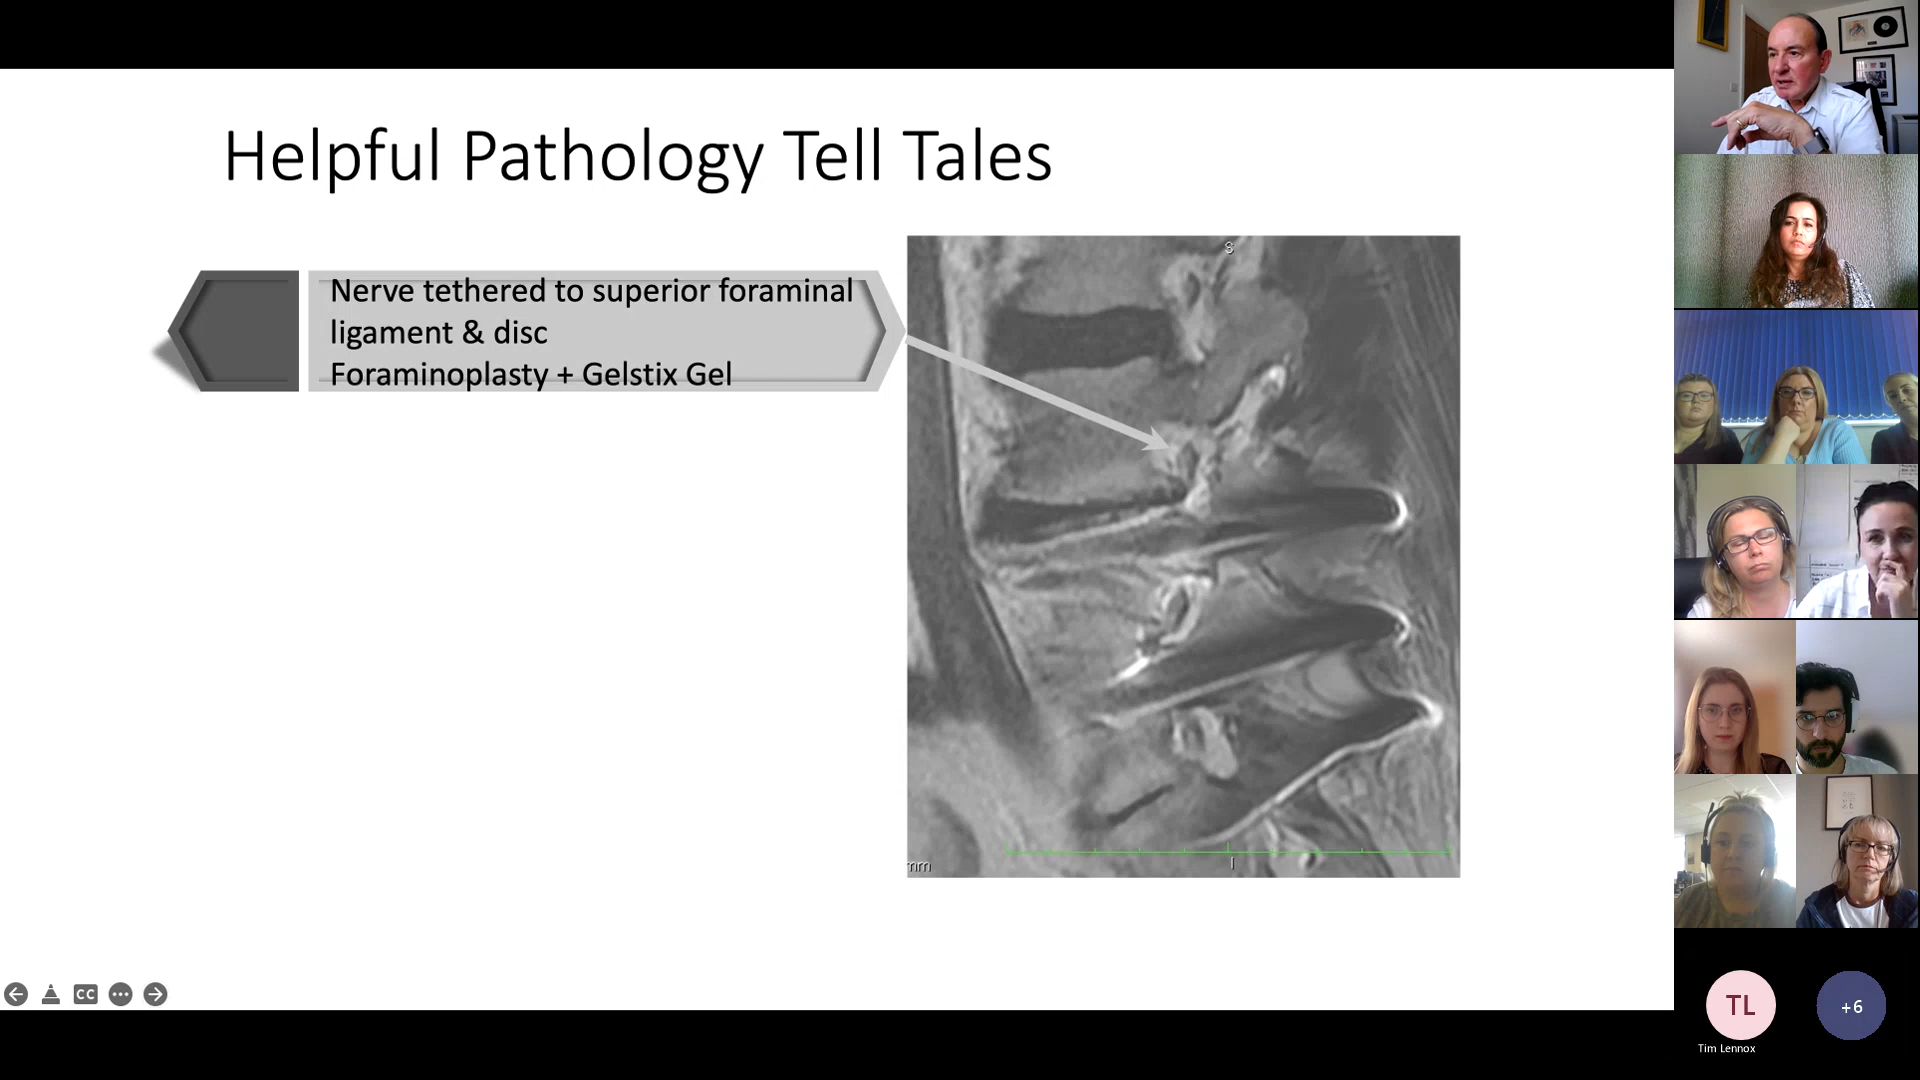 Helpful Pathology Tell Tales
Nerve tethered to superior foraminal
ligament & disc
Foraminoplasty + Gelstix Gel
S
mm
I
CC
TL
Tim Lennox
+6